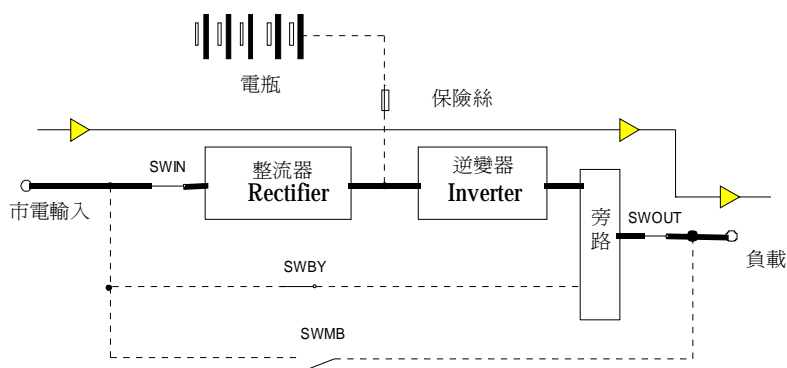 電瓶
保險絲
SWIN
整流器
Rectifier
逆變器
Inverter
市電輸入
旁路
SWOUT
負載
SWBY
SWMB